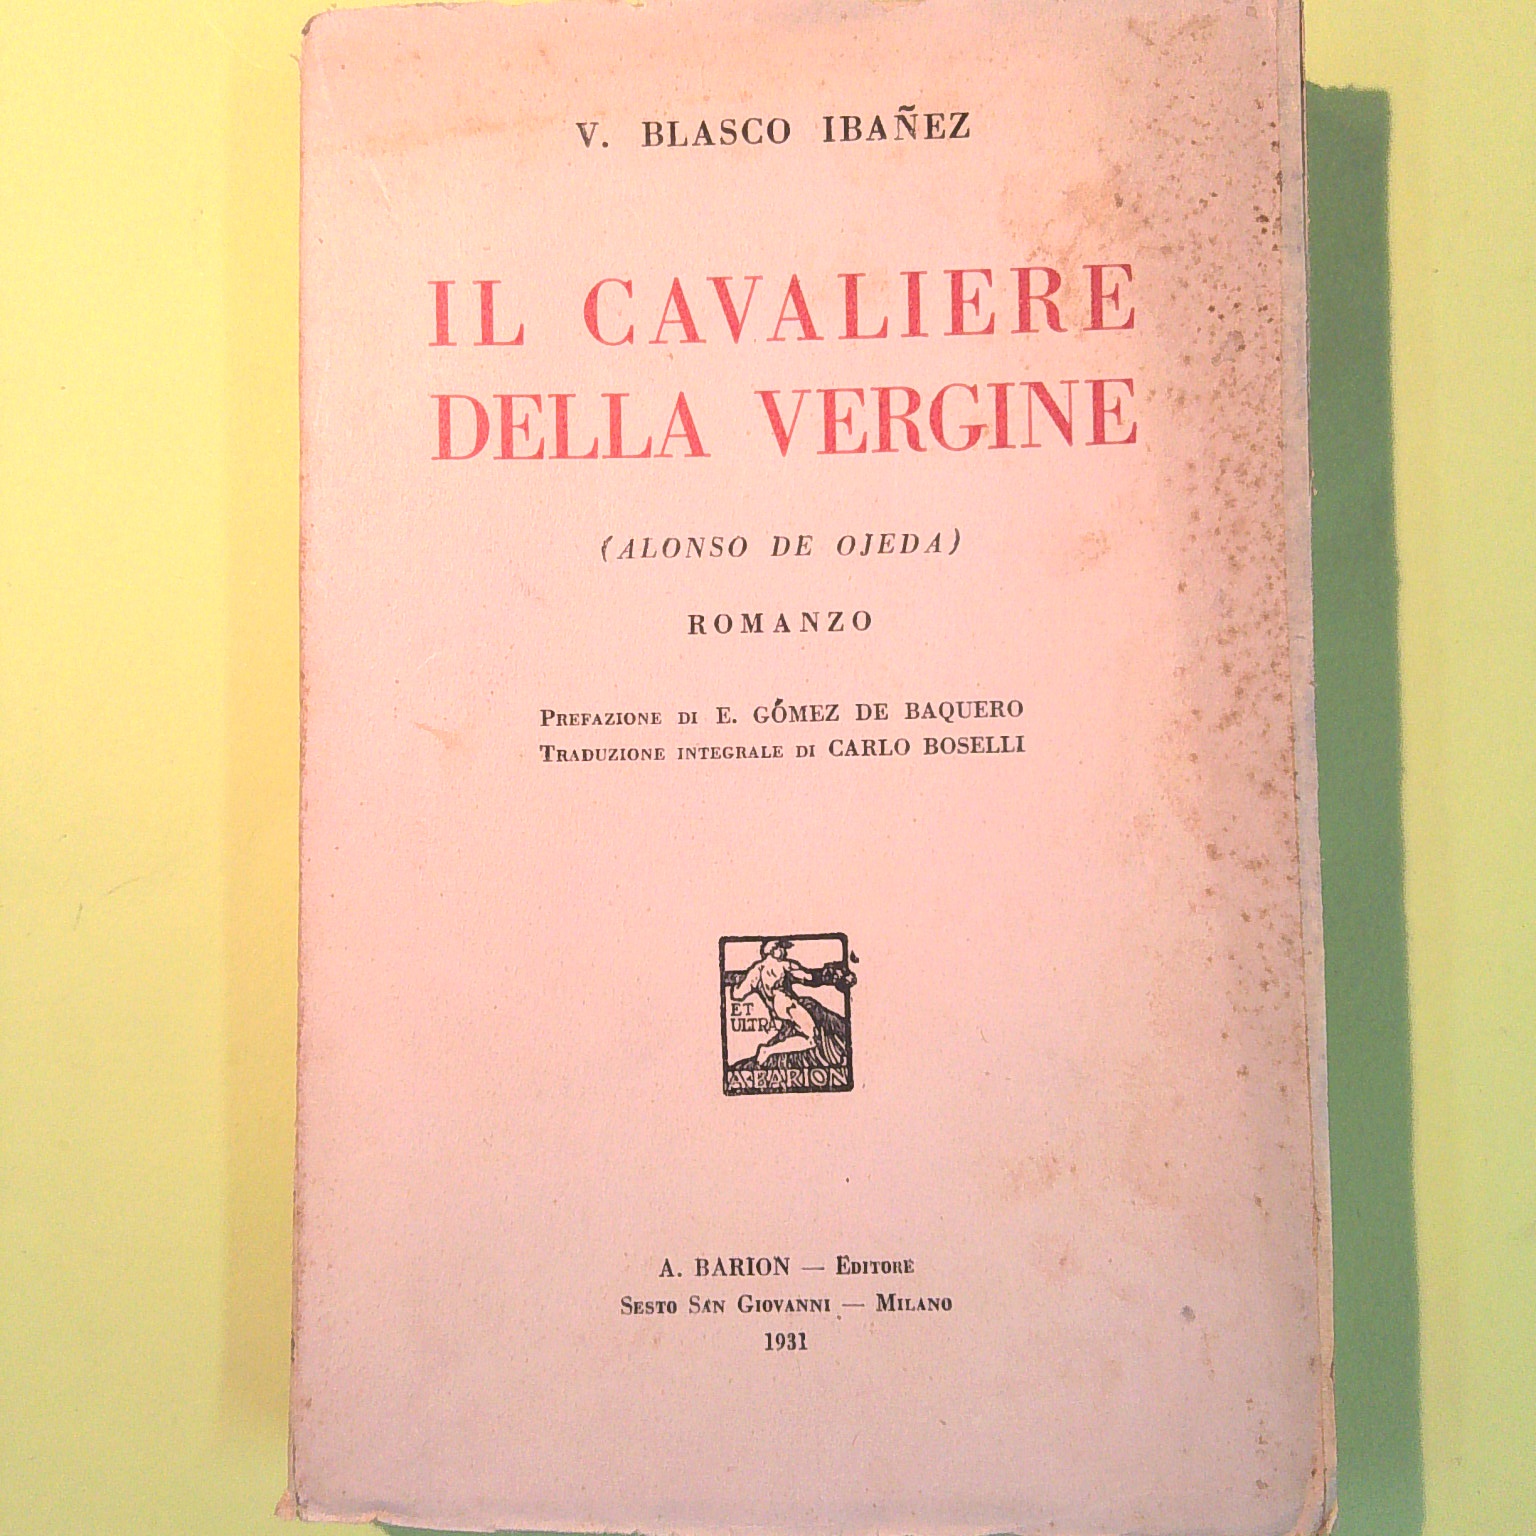 V. BLASCO IBAÑEZ
IL CAVALIERE
DELLA VERGINE
(ALONSO DE OJEDA)
ROMANZO
PREFAZIONE DI E. GÓMEZ DE BAQUERO
TRADUZIONE INTEGRALE DI CARLO BOSELLI
ET
ULTRA
A. BARION
A. BARION — EDITORE
SESTO SAN GIOVANNI — MILANO
1931